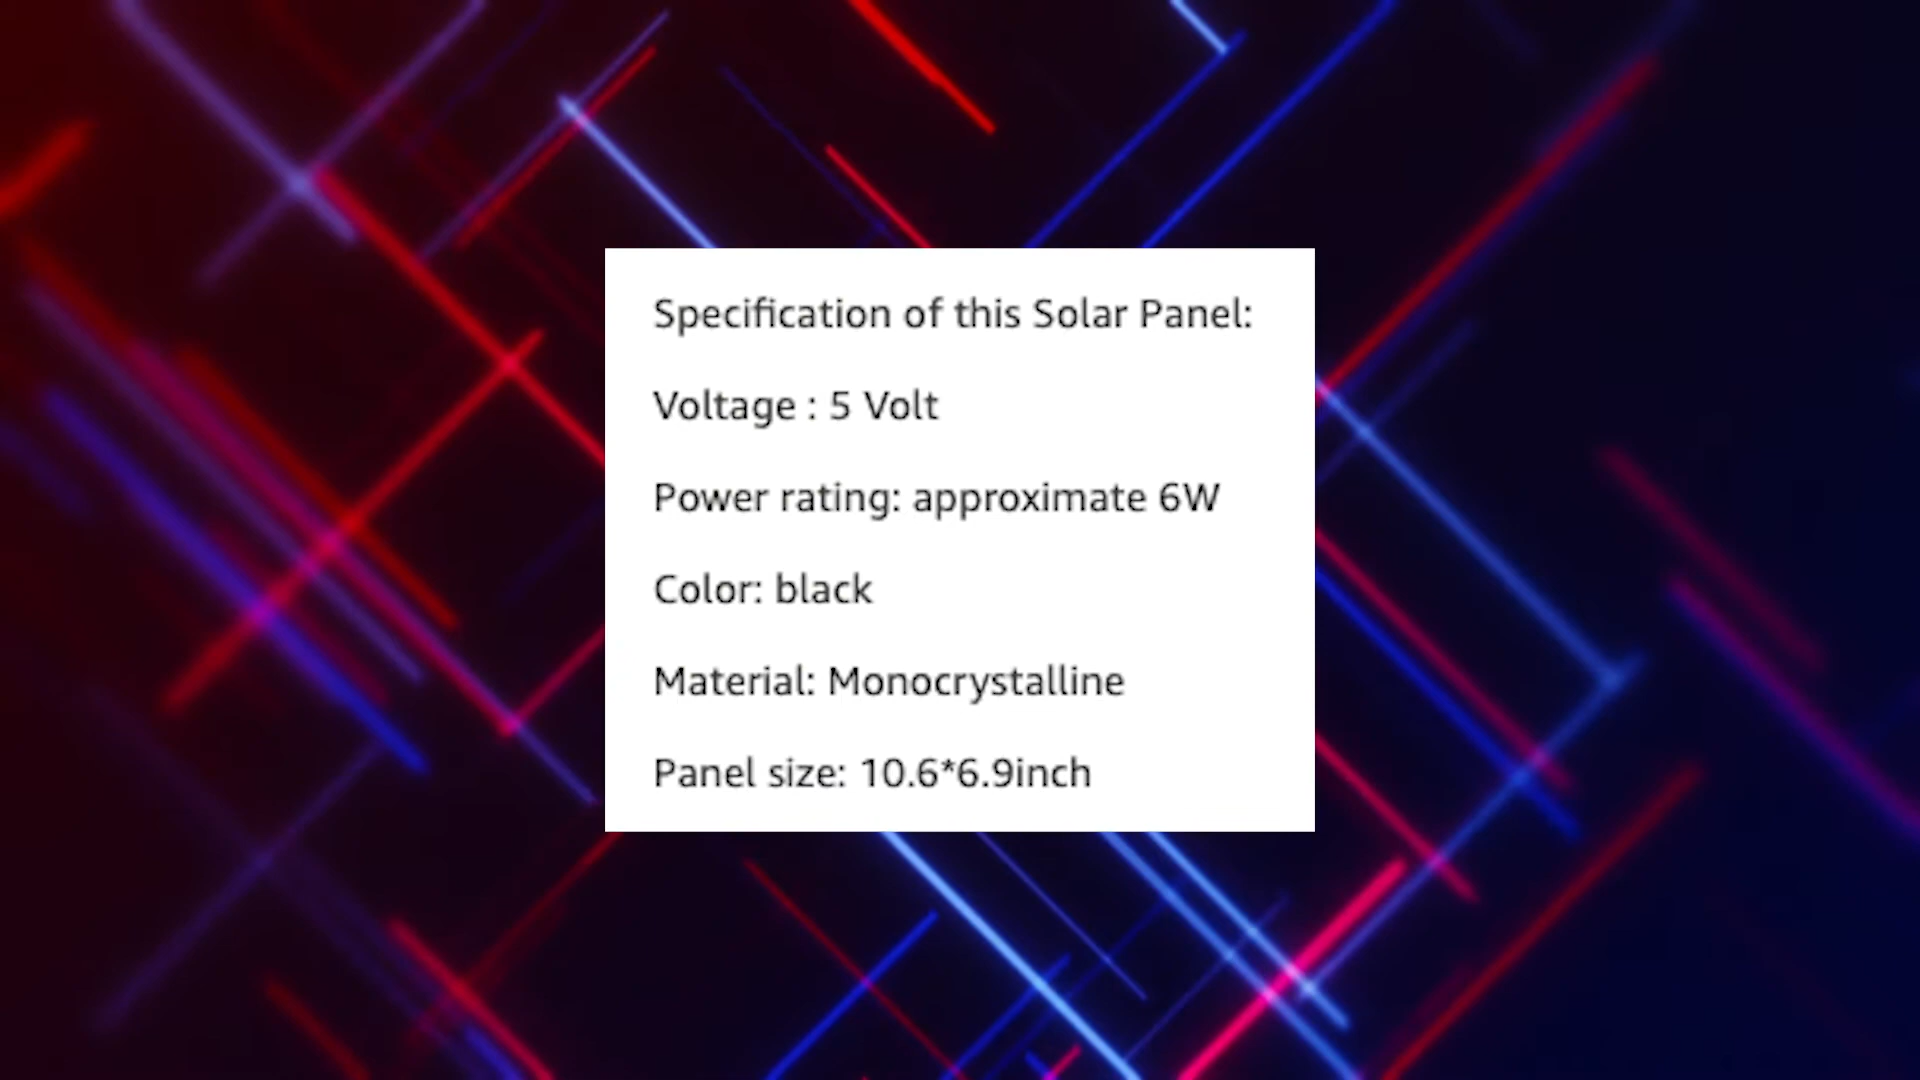 Specification of this Solar Panel:
Voltage : 5 Volt
Power rating: approximate 6W
Color: black
Material: Monocrystalline
Panel size: 10.6*6.9inch